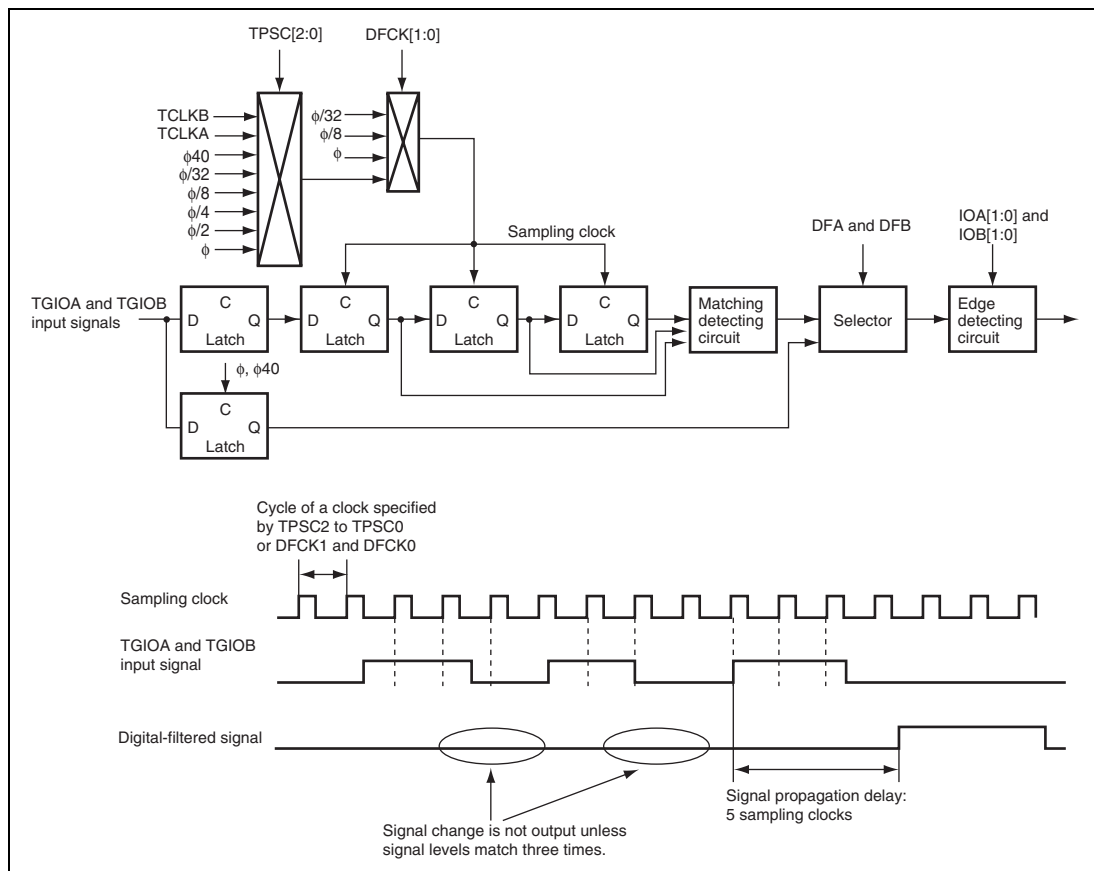 TPSC[2:0]
DFCK[1:0]
TCLKB
TCLKA
φ40
φ/32
φ/8
φ/4
φ/2
φ
φ/32
φ/8
φ
Sampling clock
DFA and DFB
IOA[1:0] and
IOB[1:0]
TGIOA and TGIOB
input signals
C
D Q
Latch
C
D Q
Latch
C
D Q
Latch
C
D Q
Latch
Matching
detecting
circuit
Selector
Edge
detecting
circuit
φ, φ40
C
D Q
Latch
Cycle of a clock specified
by TPSC2 to TPSC0
or DFCK1 and DFCK0
Sampling clock
TGIOA and TGIOB
input signal
Digital-filtered signal
Signal propagation delay:
5 sampling clocks
Signal change is not output unless
signal levels match three times.